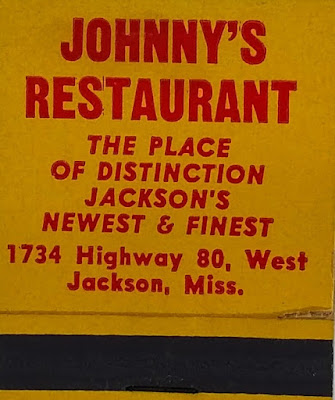 JOHNNY'S
RESTAURANT
THE PLACE
OF DISTINCTION
JACKSON'S
NEWEST & FINEST
1734 Highway 80, West
Jackson, Miss.